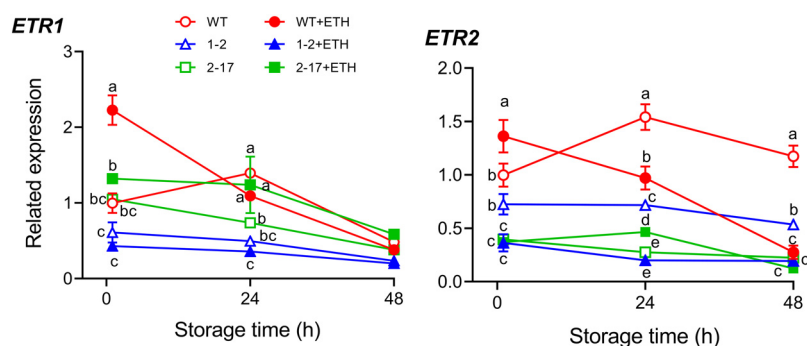 ETR1
WT
WT+ETH
1-2
1-2+ETH
2-17
2-17+ETH
Related expression
3
2
1
0
a
b
bc
bc
c
c
a
a
a
b
bc
c
0
24
48
Storage time (h)
ETR2
2.0
1.5
1.0
0.5
0.0
a
b
b
c
c
c
a
b
c
d
e
e
a
b
c
c
c
0
24
48
Storage time (h)